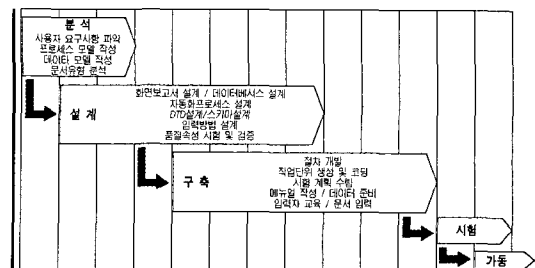 분 석
사용자 요구사항 파악
프로세스 모델 작성
데이터 모델 작성
문서유형 분석
설 계
화면보고서 설계 / 데이터베이스 설계
자동화프로세스 설계
DTD설계/스키마설계
입력방법 설계
품질속성 시험 및 검증
구 축
절차 개발
작업단위 생성 및 코딩
시험 계획 수립
메뉴얼 작성 / 데이터 준비
입력자 교육 / 문서 입력
시험
가동